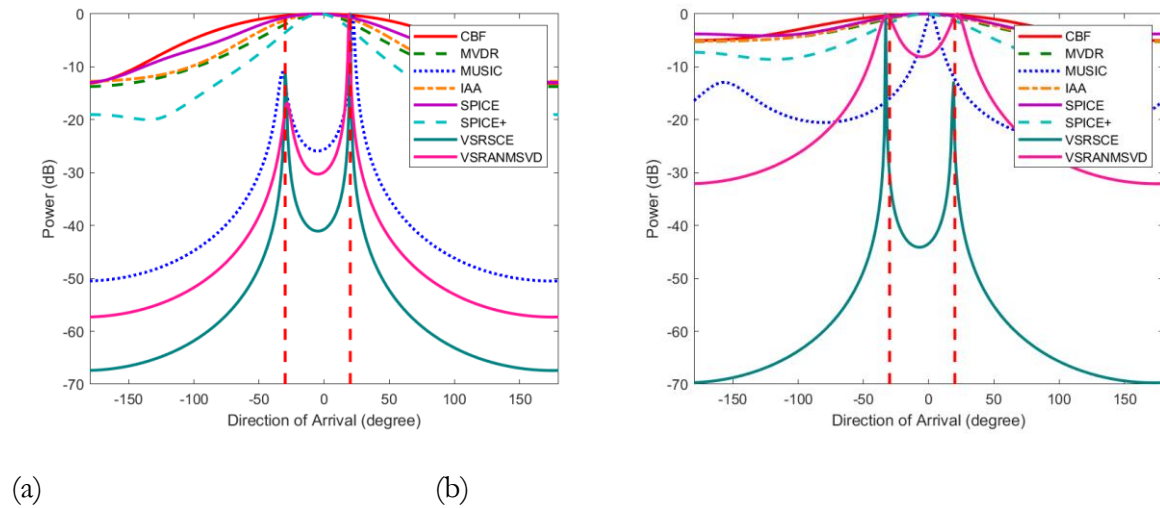 0
-10
-20
-30
-40
-50
-60
-70
Power (dB)
-150 -100 -50 0 50 100 150
Direction of Arrival (degree)
CBF
MVDR
MUSIC
IAA
SPICE
SPICE+
VSRSCE
VSRANMSVD
0
-10
-20
-30
-40
-50
-60
-70
Power (dB)
-150 -100 -50 0 50 100 150
Direction of Arrival (degree)
CBF
MVDR
MUSIC
IAA
SPICE
SPICE+
VSRSCE
VSRANMSVD
(a) (b)